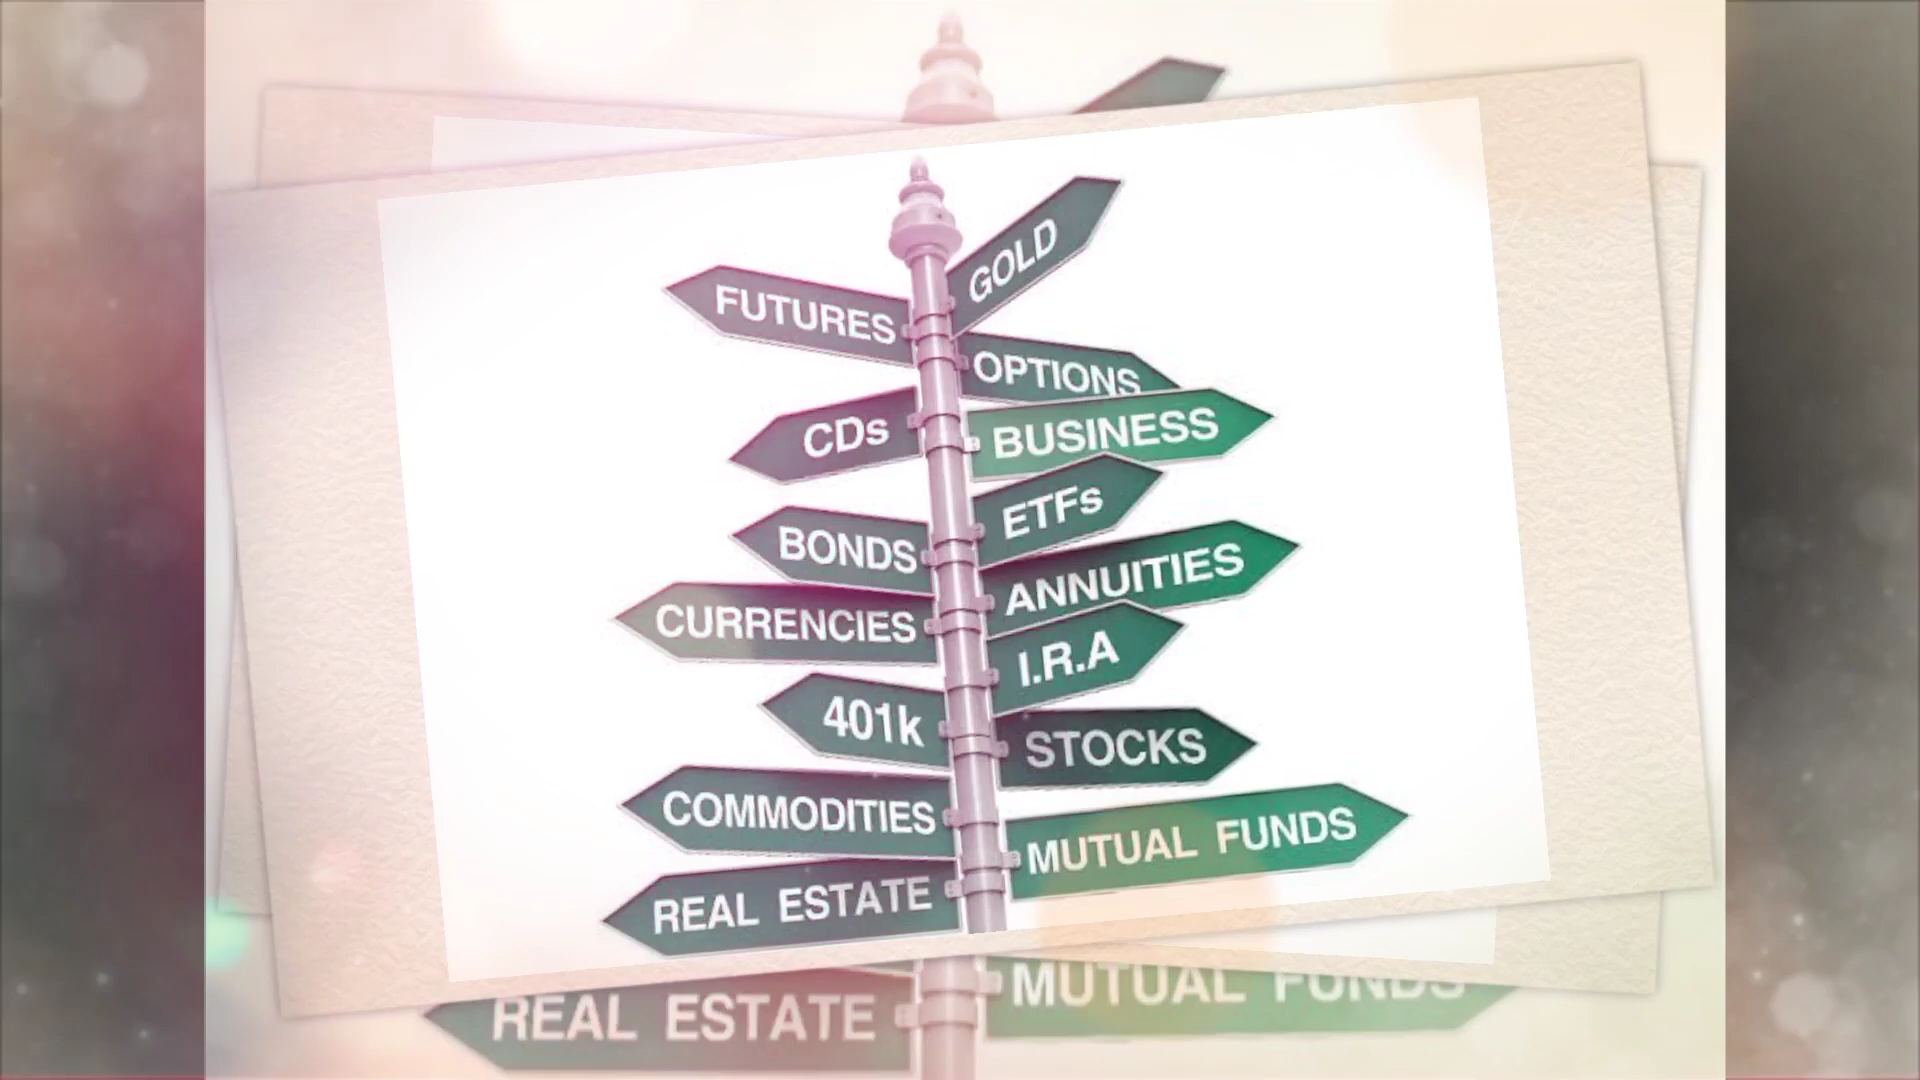 GOLD
FUTURES
OPTIONS
CDs
BUSINESS
ETFs
BONDS
ANNUITIES
CURRENCIES
I.R.A
401k
STOCKS
COMMODITIES
MUTUAL FUNDS
REAL ESTATE
MUTUAL FUNDS
REAL ESTATE